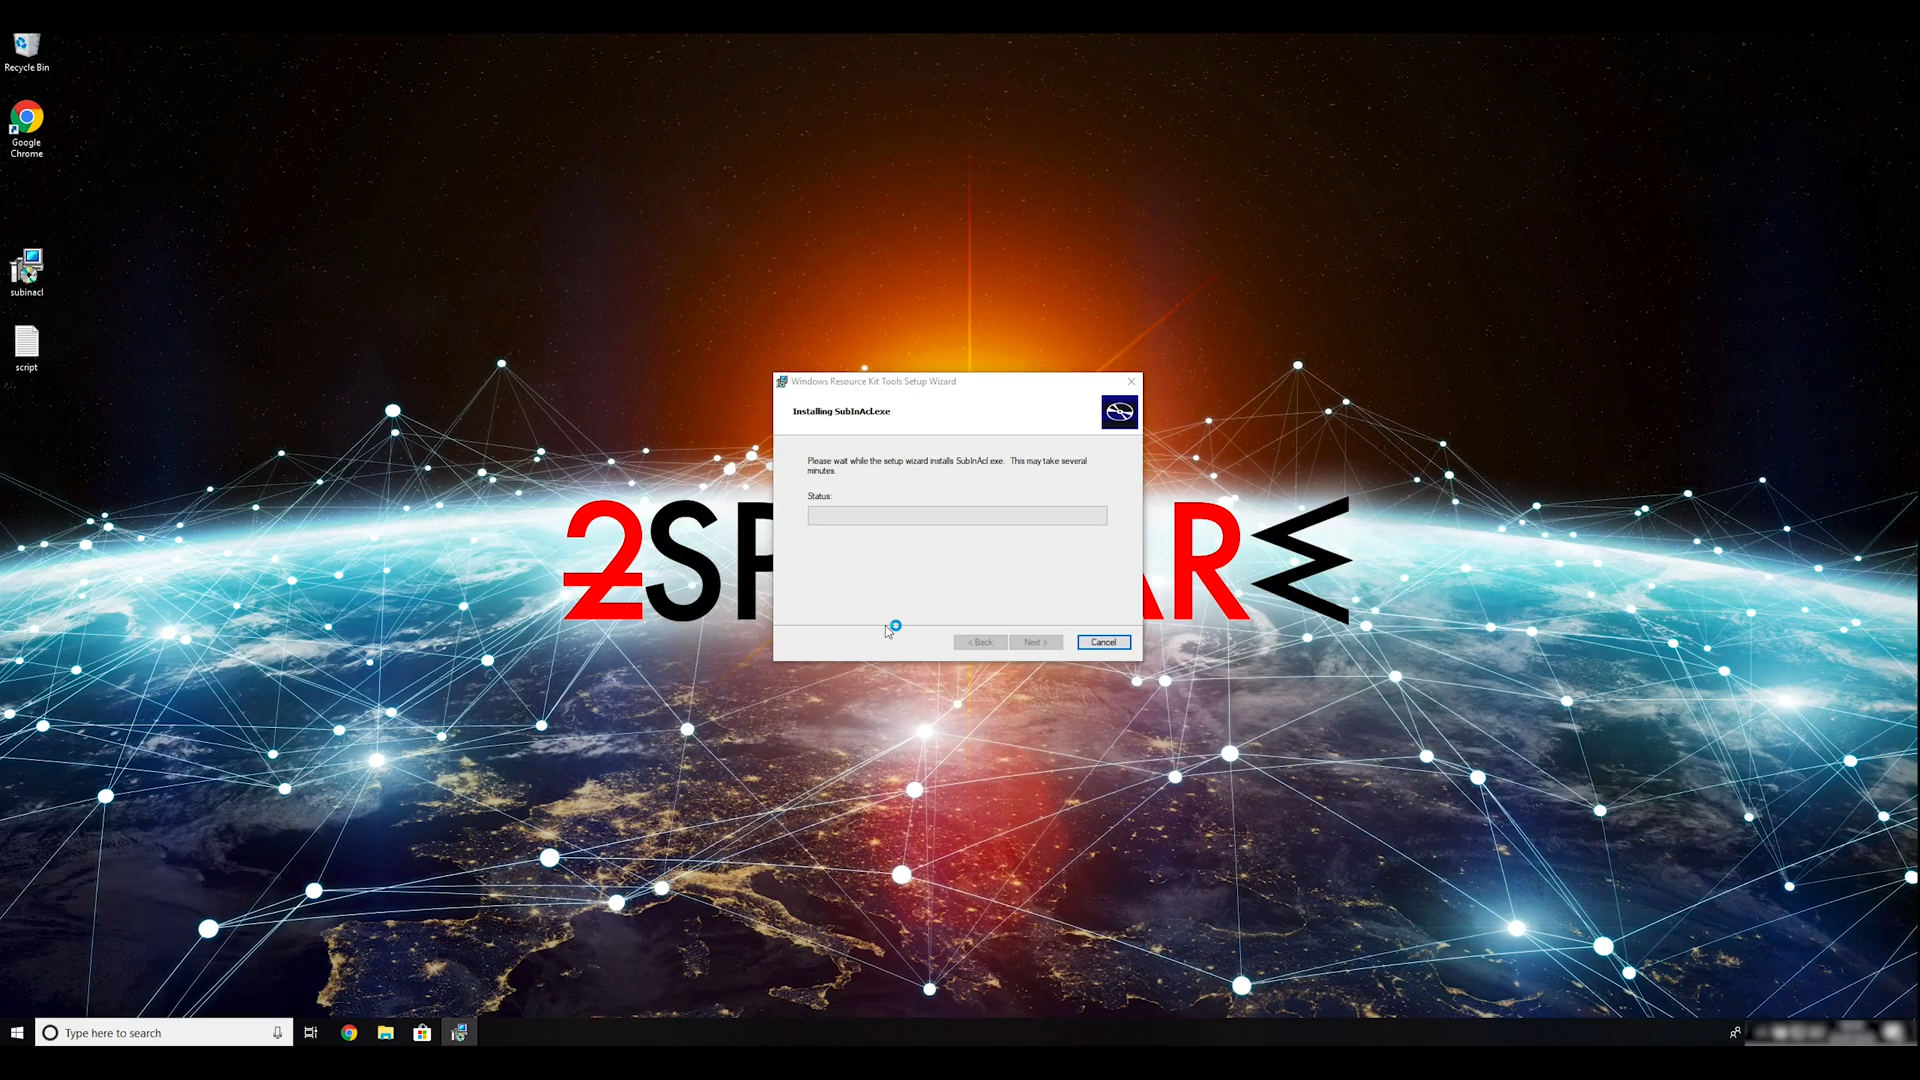 Recycle Bin
Google
Chrome
subinacl
script
Windows Resource Kit Tools Setup Wizard
Installing SubInAcl.exe
Please wait while the setup wizard installs SubInAcl.exe. This may take several
minutes.
Status:
< Back
Next >
Cancel
2SP
R
Type here to search